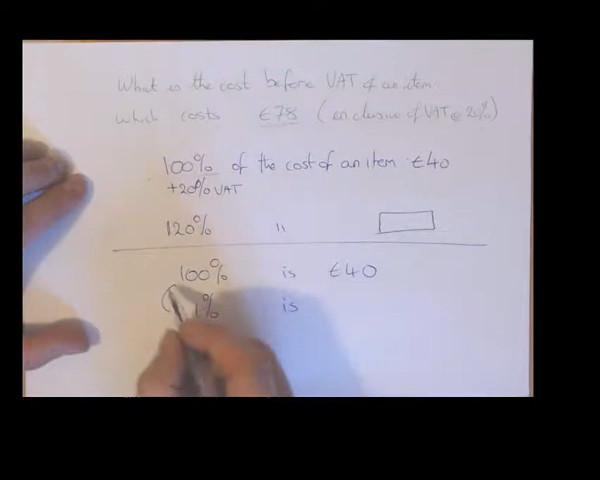 What is the cost before VAT of an item
which costs €78 (inclusive of VAT @ 20%)
100% of the cost of an item €40
+20% VAT
120% "
100% is €40
1% is